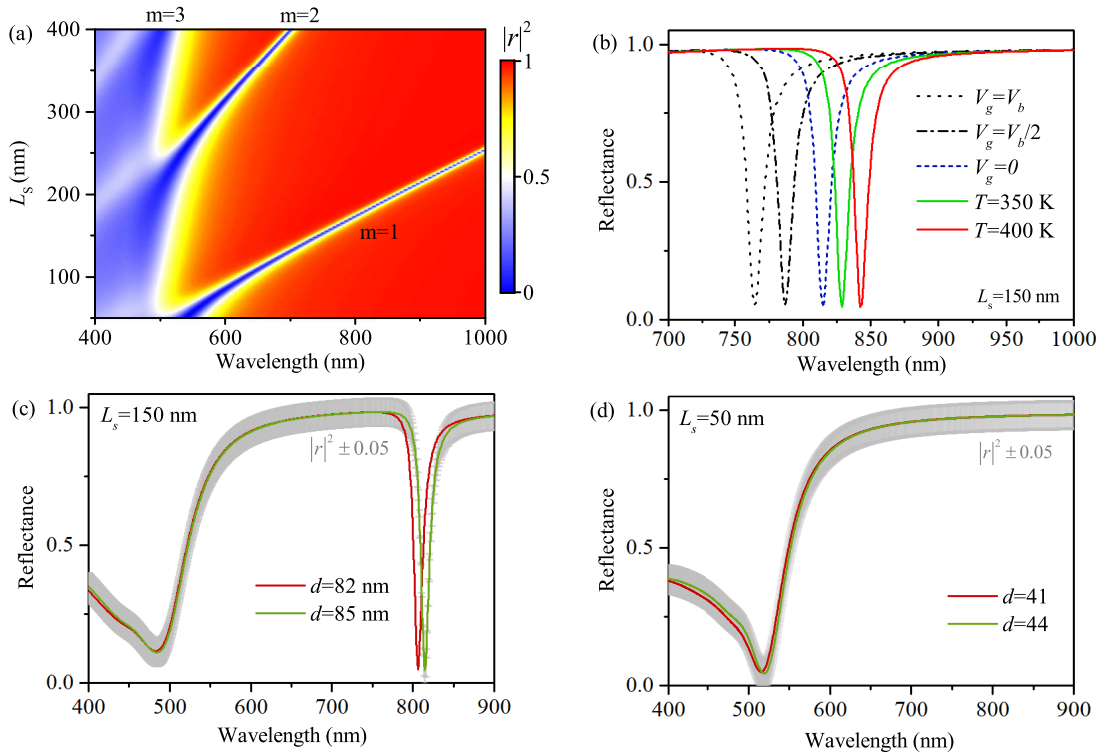 (a)
m=3
m=2
|r|²
400
300
200
100
L_S (nm)
m=1
1
0.5
0
400
600
800
1000
Wavelength (nm)
(b)
1.0
0.5
0.0
Reflectance
V_g=V_b
V_g=V_b/2
V_g=0
T=350 K
T=400 K
L_s=150 nm
700
750
800
850
900
950
1000
Wavelength (nm)
(c)
L_s=150 nm
1.0
0.5
0.0
Reflectance
|r|² ± 0.05
d=82 nm
d=85 nm
400
500
600
700
800
900
Wavelength (nm)
(d)
L_s=50 nm
1.0
0.5
0.0
Reflectance
|r|² ± 0.05
d=41
d=44
400
500
600
700
800
900
Wavelength (nm)